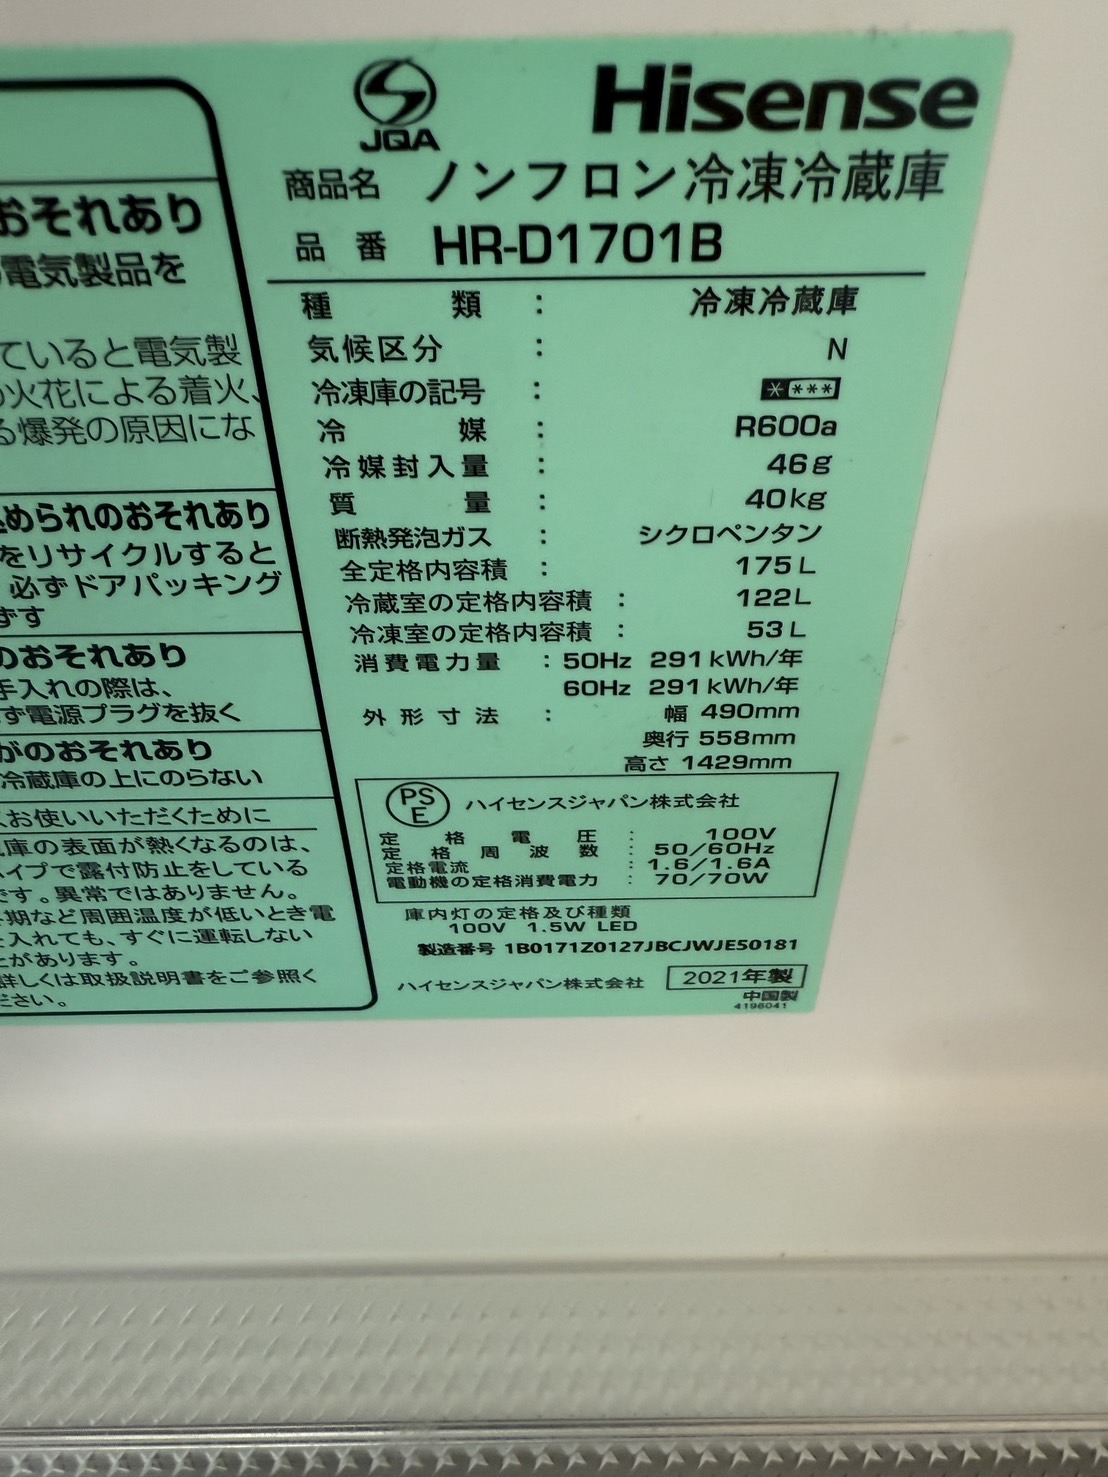 おそれあり
電気製品を
ていると電気製
火花による着火、
る爆発の原因にな
められのおそれあり
をリサイクルすると
必ずドアパッキング
ずす
のおそれあり
手入れの際は、
ず電源プラグを抜く
がのおそれあり
冷蔵庫の上にのらない
お使いいただくために
庫の表面が熱くなるのは、
パイプで露付防止をしている
です。異常ではありません。
期など周囲温度が低いとき電
入れても、すぐに運転しない
とがあります。
詳しくは取扱説明書をご参照く
ださい。
JQA
Hisense
商品名 ノンフロン冷凍冷蔵庫
品番 HR-D1701B
種類 : 冷凍冷蔵庫
気候区分 : N
冷凍庫の記号 : * ***
冷媒 : R600a
冷媒封入量 : 46g
質量 : 40kg
断熱発泡ガス : シクロペンタン
全定格内容積 : 175L
冷蔵室の定格内容積 : 122L
冷凍室の定格内容積 : 53L
消費電力量 : 50Hz 291kWh/年
60Hz 291kWh/年
外形寸法 : 幅 490mm
奥行 558mm
高さ 1429mm
PSE ハイセンスジャパン株式会社
定格電圧 : 100V
定格周波数 : 50/60Hz
定格電流 : 1.6/1.6A
電動機の定格消費電力 : 70/70W
庫内灯の定格及び種類
100V 1.5W LED
製造番号 1B0171Z0127JBCJWJE50181
ハイセンスジャパン株式会社 2021年製
中国製
4196041